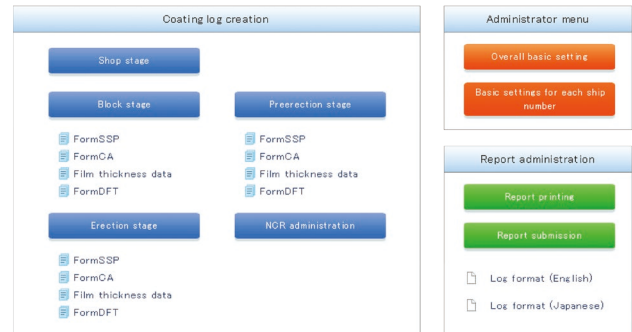 Coating log creation
Shop stage
Block stage
FormSSP
FormCA
Film thickness data
FormDFT
Preerection stage
FormSSP
FormCA
Film thickness data
FormDFT
Erection stage
FormSSP
FormCA
Film thickness data
FormDFT
NCR administration
Administrator menu
Overall basic setting
Basic settings for each ship
number
Report administration
Report printing
Report submission
Log format (English)
Log format (Japanese)